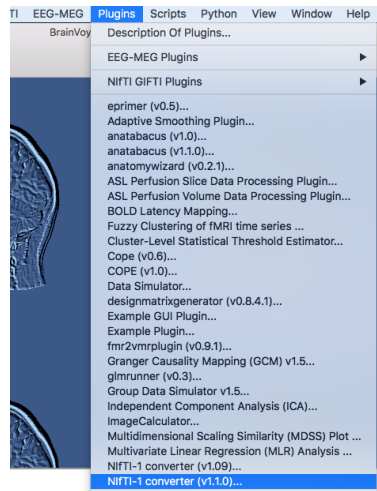 TI EEG-MEG Plugins Scripts Python View Window Help
BrainVoy
Description Of Plugins...
EEG-MEG Plugins
NIfTI GIFTI Plugins
eprimer (v0.5)...
Adaptive Smoothing Plugin...
anatabacus (v1.0)...
anatabacus (v1.1.0)...
anatomywizard (v0.2.1)...
ASL Perfusion Slice Data Processing Plugin...
ASL Perfusion Volume Data Processing Plugin...
BOLD Latency Mapping...
Fuzzy Clustering of fMRI time series ...
Cluster-Level Statistical Threshold Estimator...
Cope (v0.6)...
COPE (v1.0)...
Data Simulator...
designmatrixgenerator (v0.8.4.1)...
Example GUI Plugin...
Example Plugin...
fmr2vmrplugin (v0.9.1)...
Granger Causality Mapping (GCM) v1.5...
glmrunner (v0.3)...
Group Data Simulator v1.5...
Independent Component Analysis (ICA)...
ImageCalculator...
Multidimensional Scaling Similarity (MDSS) Plot ...
Multivariate Linear Regression (MLR) Analysis ...
NIfTI-1 converter (v1.09)...
NIfTI-1 converter (v1.1.0)...